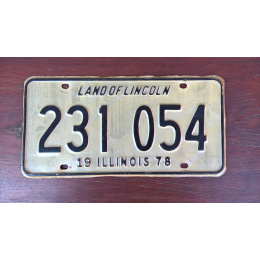 LAND OF LINCOLN
231 054
19 ILLINOIS 78